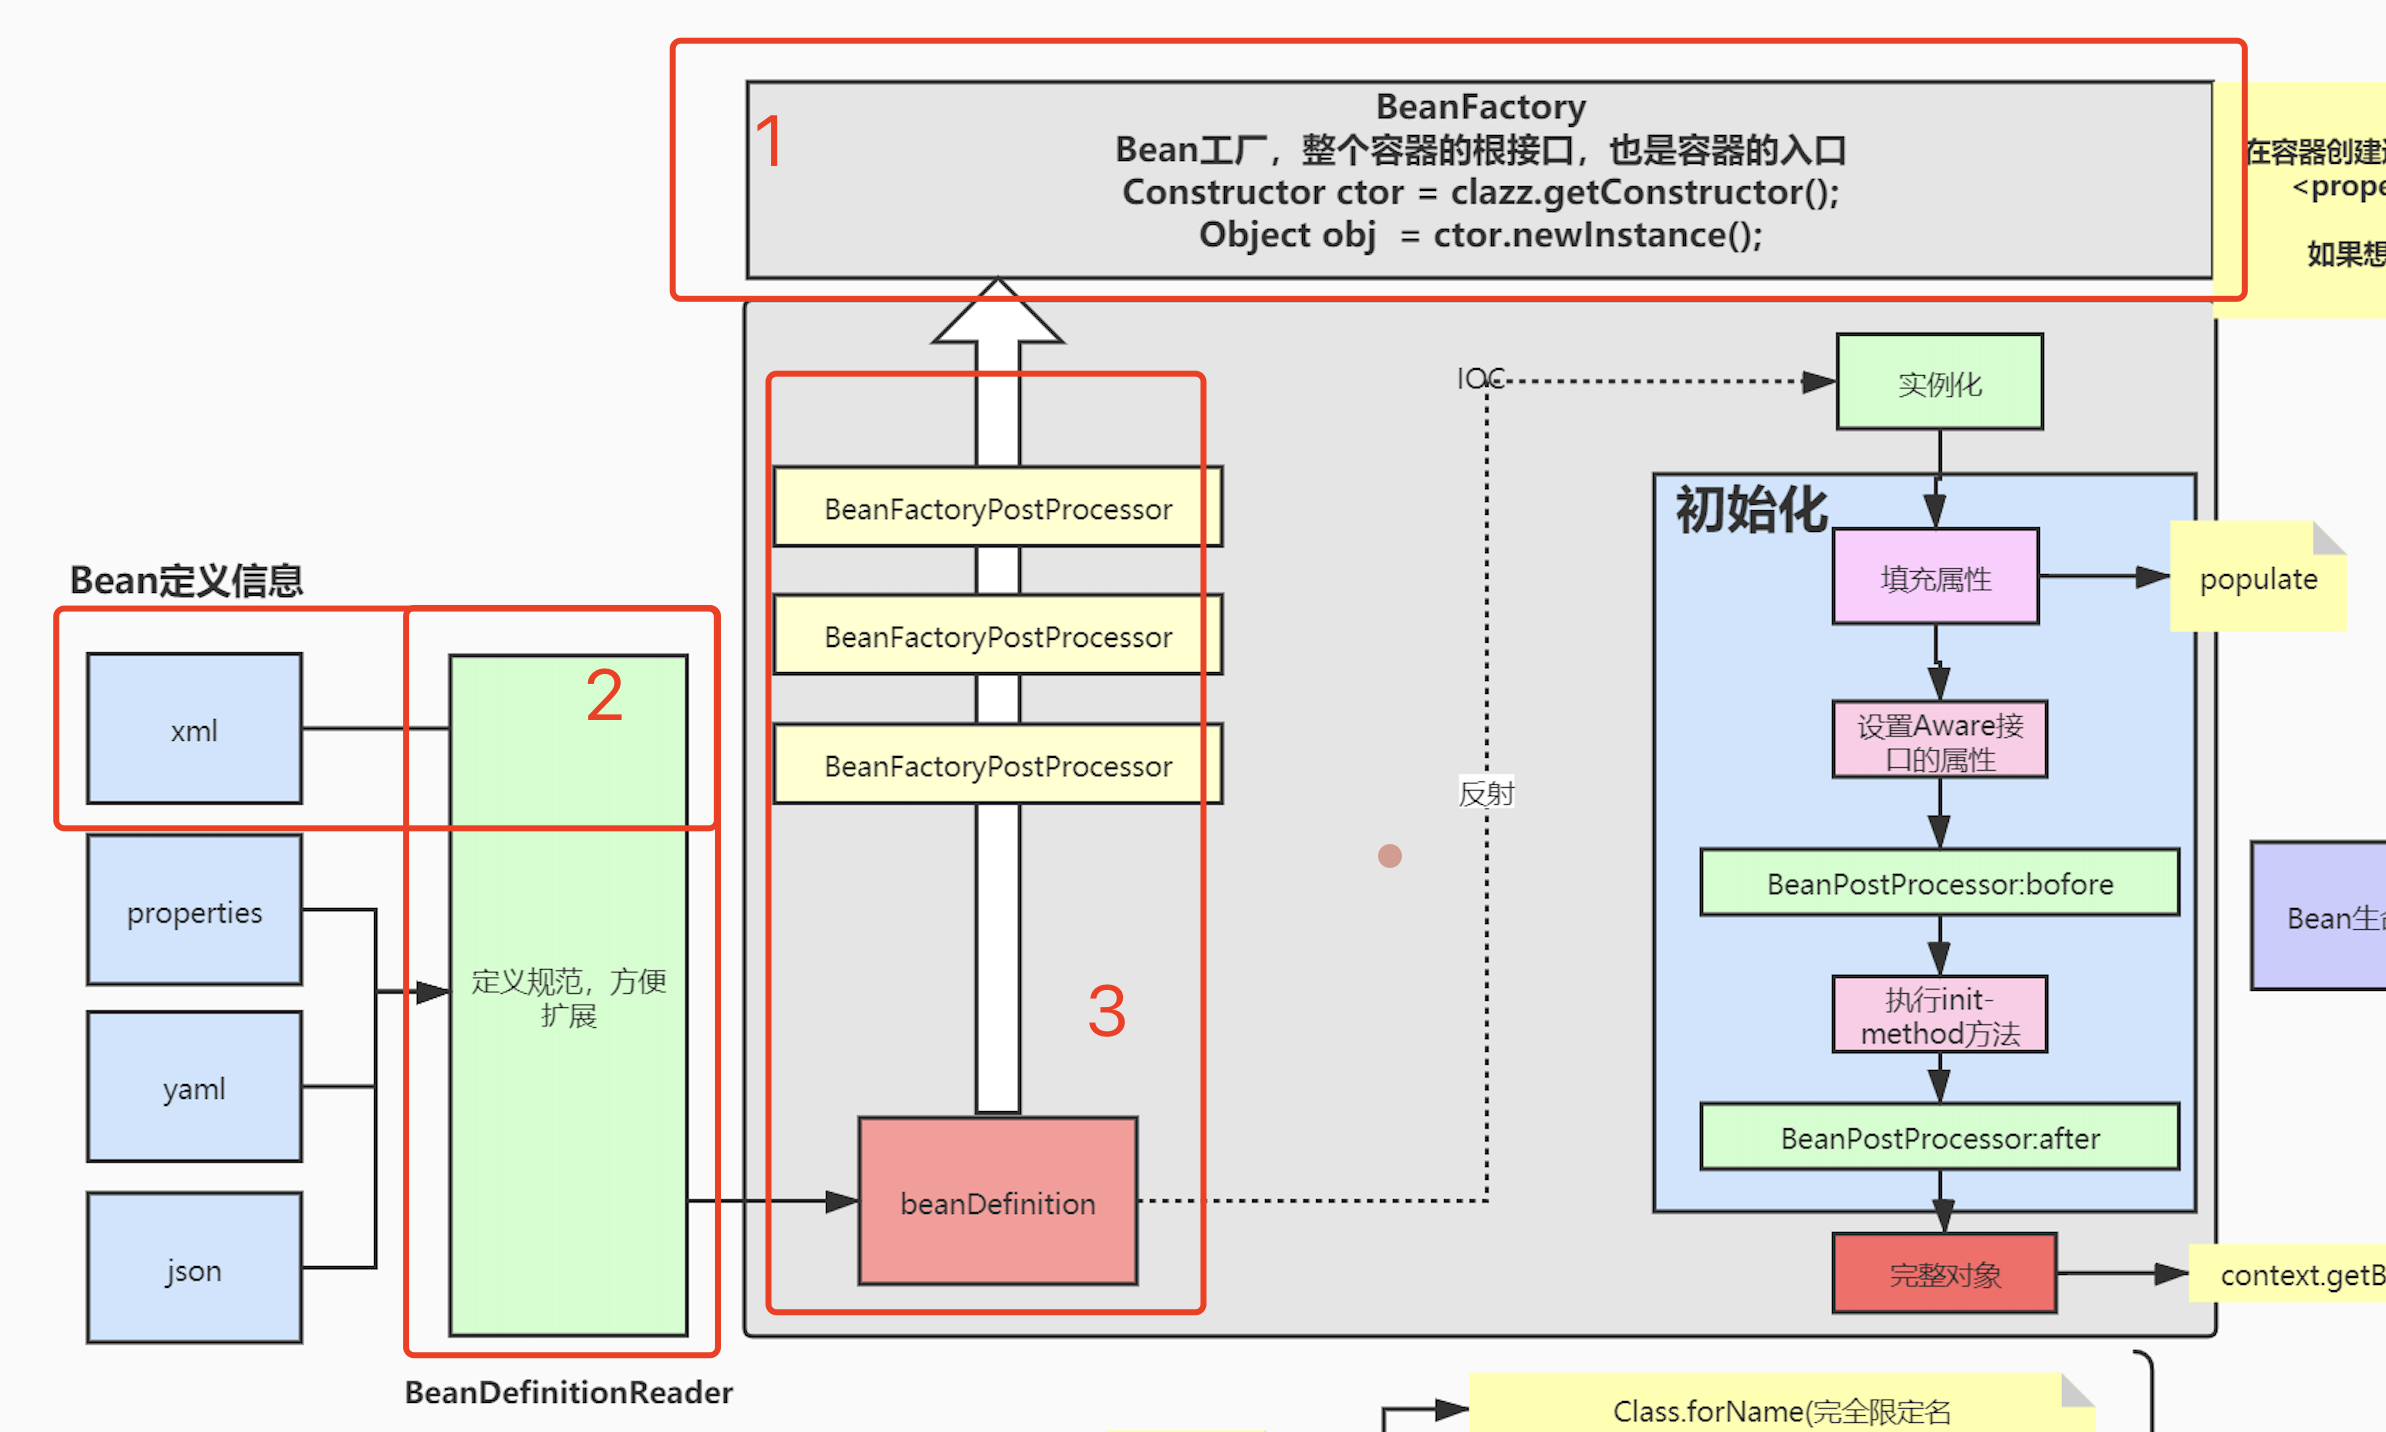 BeanFactory
Bean工厂，整个容器的根接口，也是容器的入口
Constructor ctor = clazz.getConstructor();
Object obj = ctor.newInstance();
1
在容器创建
<prope
如果想
IOC
实例化
初始化
填充属性
populate
设置Aware接
口的属性
BeanPostProcessor:bofore
执行init-
method方法
BeanPostProcessor:after
完整对象
context.getB
Bean生
反射
BeanFactoryPostProcessor
BeanFactoryPostProcessor
BeanFactoryPostProcessor
3
beanDefinition
Bean定义信息
xml
properties
yaml
json
2
定义规范，方便
扩展
BeanDefinitionReader
Class.forName(完全限定名